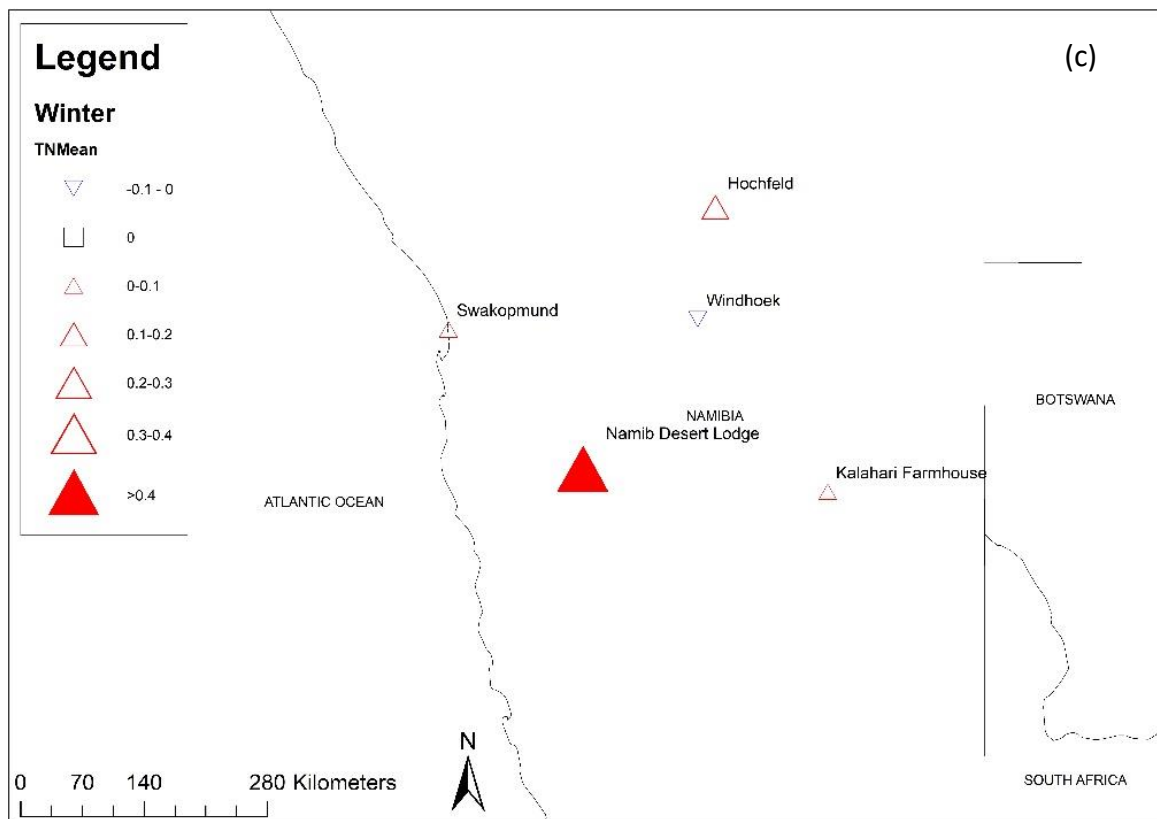 (c)
Legend
Winter
TNMean
-0.1 - 0
0
0-0.1
0.1-0.2
0.2-0.3
0.3-0.4
>0.4
Hochfeld
Swakopmund
Windhoek
BOTSWANA
NAMIBIA
Namib Desert Lodge
Kalahari Farmhouse
ATLANTIC OCEAN
N
0 70 140 280 Kilometers
SOUTH AFRICA